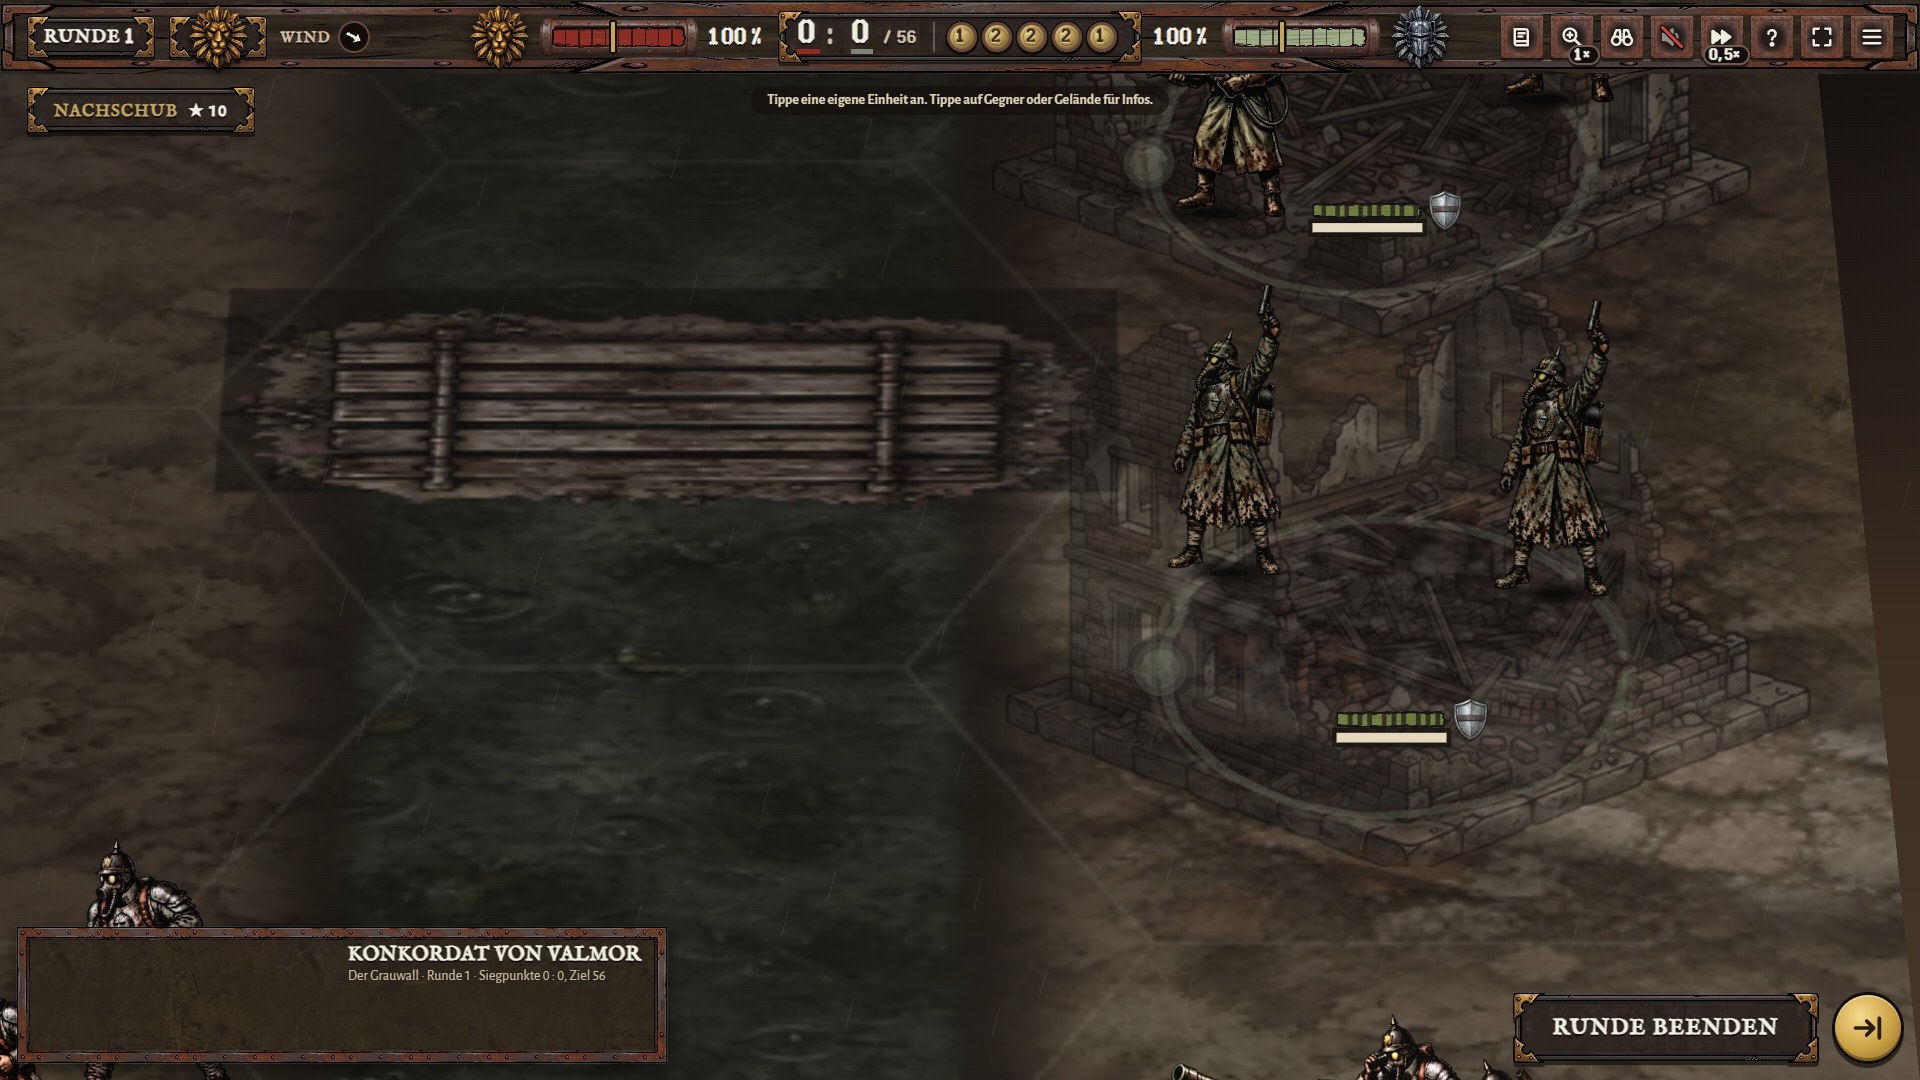 RUNDE 1
WIND
100 %
0 : 0 / 56
1 2 2 2 1
100 %
1×
0,5×
?
NACHSCHUB ★ 10
Tippe eine eigene Einheit an. Tippe auf Gegner oder Gelände für Infos.
KONKORDAT VON VALMOR
Der Grauwall · Runde 1 · Siegpunkte 0 : 0, Ziel 56
RUNDE BEENDEN